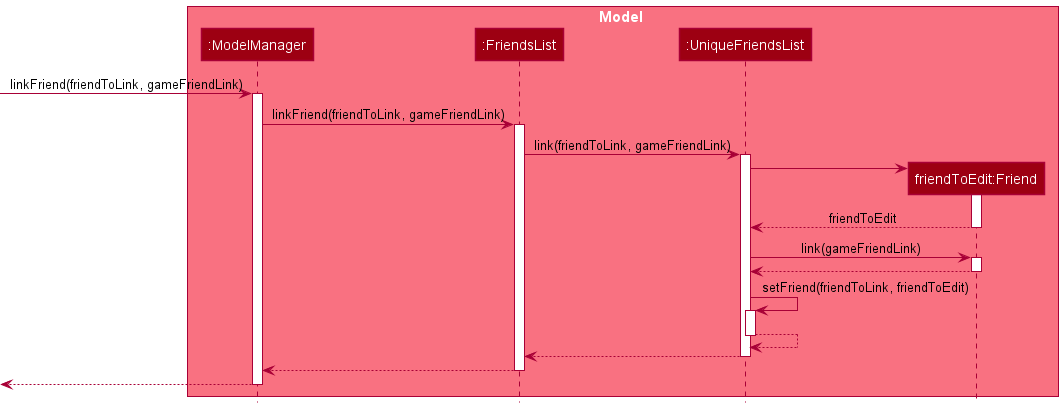 Model
:ModelManager
:FriendsList
:UniqueFriendsList
linkFriend(friendToLink, gameFriendLink)
linkFriend(friendToLink, gameFriendLink)
link(friendToLink, gameFriendLink)
friendToEdit:Friend
friendToEdit
link(gameFriendLink)
setFriend(friendToLink, friendToEdit)